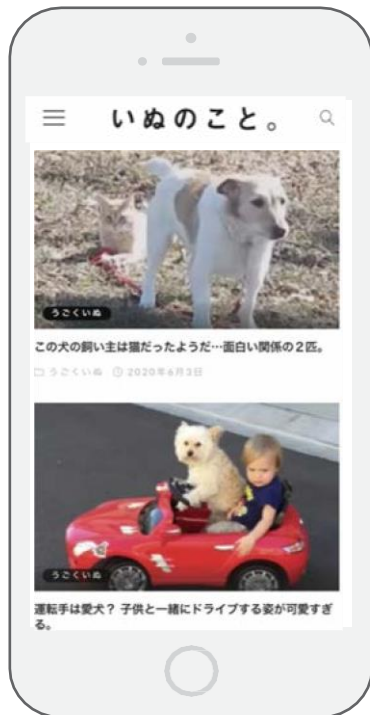 いぬのこと。
うごくいぬ
この犬の飼い主は猫だったようだ…面白い関係の2匹。
うごくいぬ 2020年6月3日
うごくいぬ
運転手は愛犬？ 子供と一緒にドライブする姿が可愛すぎ
る。